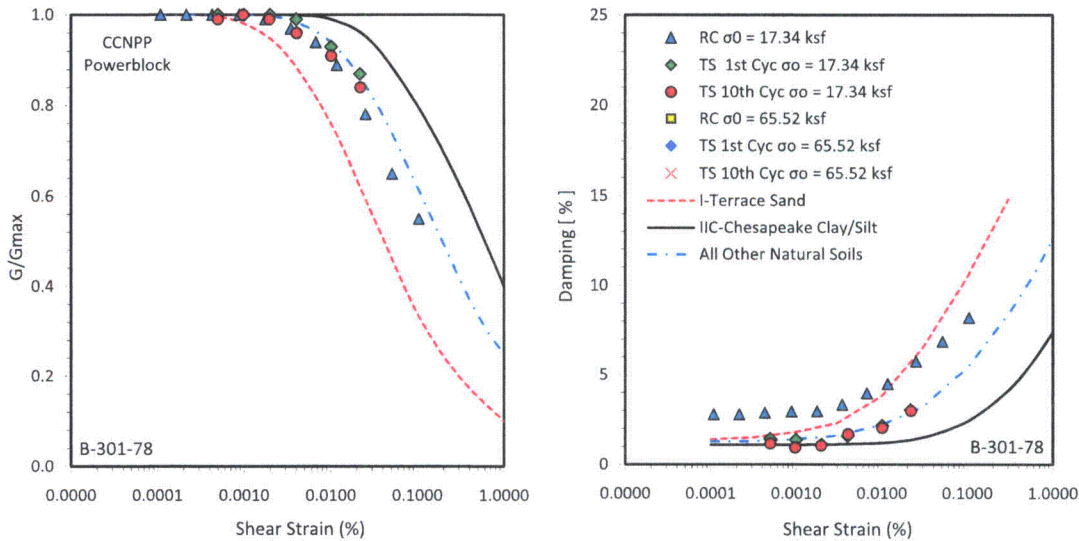 1.0
0.8
0.6
0.4
0.2
0.0
G/Gmax
CCNPP
Powerblock
B-301-78
0.0000 0.0001 0.0010 0.0100 0.1000 1.0000
Shear Strain (%)
25
20
15
10
5
0
Damping [ % ]
RC σ0 = 17.34 ksf
TS 1st Cyc σo = 17.34 ksf
TS 10th Cyc σo = 17.34 ksf
RC σ0 = 65.52 ksf
TS 1st Cyc σo = 65.52 ksf
TS 10th Cyc σo = 65.52 ksf
I-Terrace Sand
IIC-Chesapeake Clay/Silt
All Other Natural Soils
B-301-78
0.0000 0.0001 0.0010 0.0100 0.1000 1.0000
Shear Strain (%)